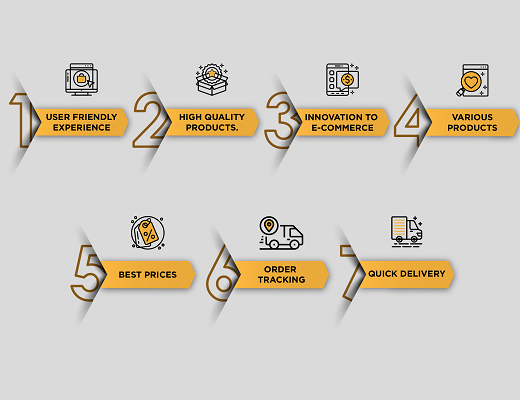 1
USER FRIENDLY
EXPERIENCE
2
HIGH QUALITY
PRODUCTS.
3
INNOVATION TO
E-COMMERCE
4
VARIOUS
PRODUCTS
5
BEST PRICES
6
ORDER
TRACKING
7
QUICK DELIVERY